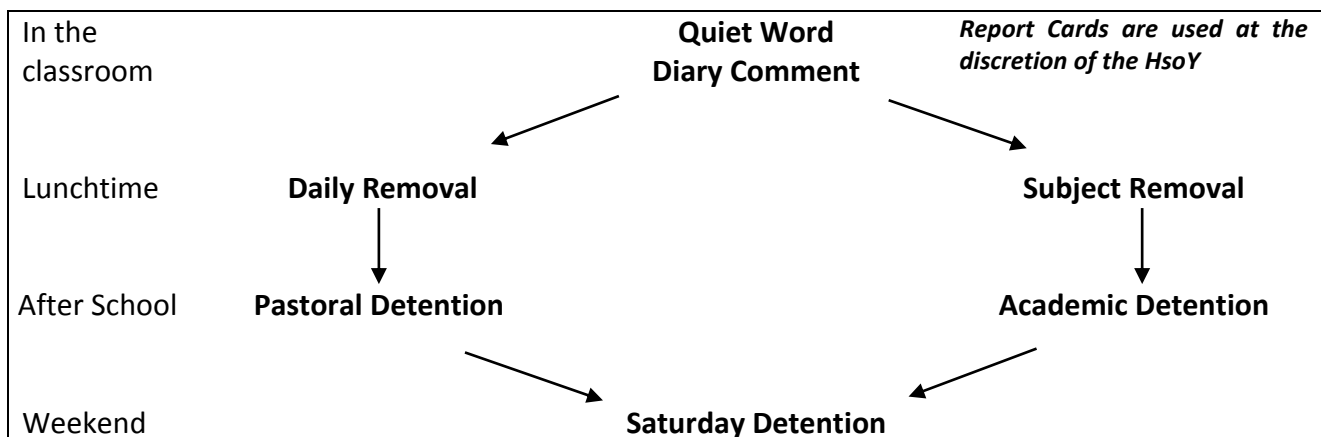 In the
classroom
Quiet Word
Diary Comment
Report Cards are used at the
discretion of the HsoY
Lunchtime
Daily Removal
Subject Removal
After School
Pastoral Detention
Academic Detention
Weekend
Saturday Detention